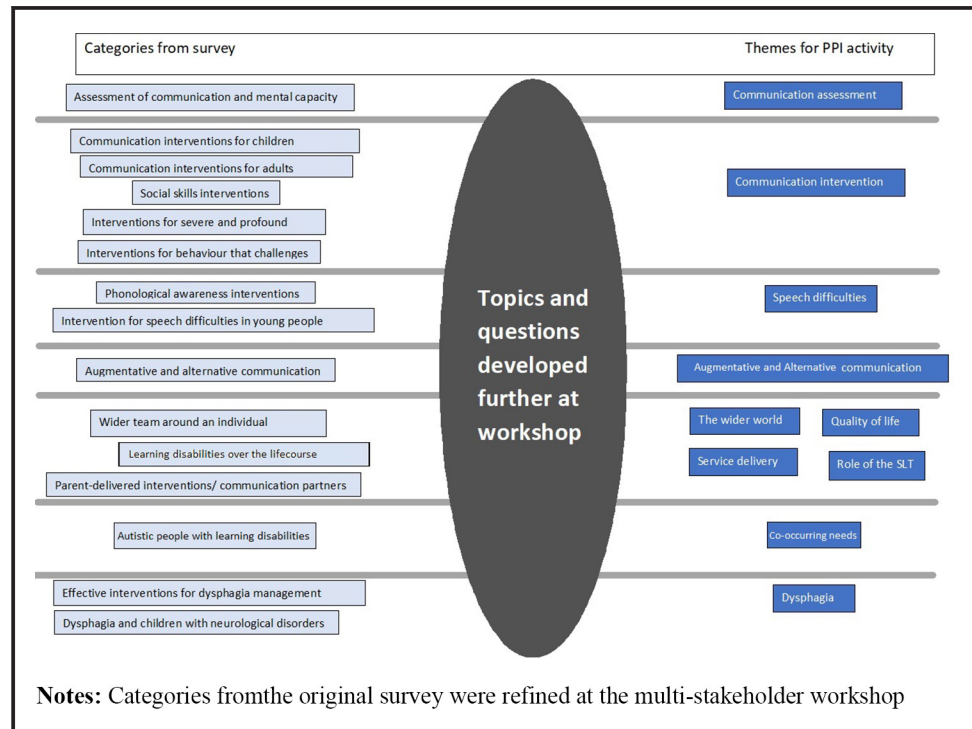 Categories from survey
Themes for PPI activity
Assessment of communication and mental capacity
Communication assessment
Communication interventions for children
Communication interventions for adults
Social skills interventions
Interventions for severe and profound
Interventions for behaviour that challenges
Communication intervention
Phonological awareness interventions
Intervention for speech difficulties in young people
Speech difficulties
Augmentative and alternative communication
Augmentative and Alternative communication
Wider team around an individual
Learning disabilities over the lifecourse
Parent-delivered interventions/ communication partners
The wider world
Quality of life
Service delivery
Role of the SLT
Autistic people with learning disabilities
Co-occurring needs
Effective interventions for dysphagia management
Dysphagia and children with neurological disorders
Dysphagia
Topics and
questions
developed
further at
workshop
Notes: Categories fromthe original survey were refined at the multi-stakeholder workshop